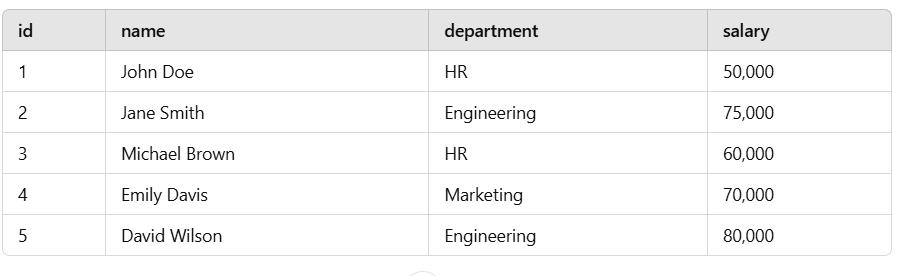 id name department salary
1 John Doe HR 50,000
2 Jane Smith Engineering 75,000
3 Michael Brown HR 60,000
4 Emily Davis Marketing 70,000
5 David Wilson Engineering 80,000